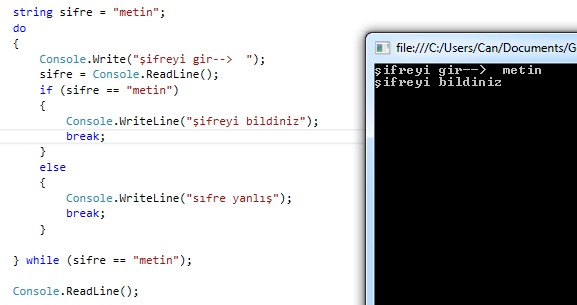 string sifre = "metin";
do
{
Console.Write("şifreyi gir-->  ");
sifre = Console.ReadLine();
if (sifre == "metin")
{
Console.WriteLine("şifreyi bildiniz");
break;
}
else
{
Console.WriteLine("sıfre yanlış");
break;
}
} while (sifre == "metin");
Console.ReadLine();
file:///C:/Users/Can/Documents/G
şifreyi gir-->  metin
şifreyi bildiniz